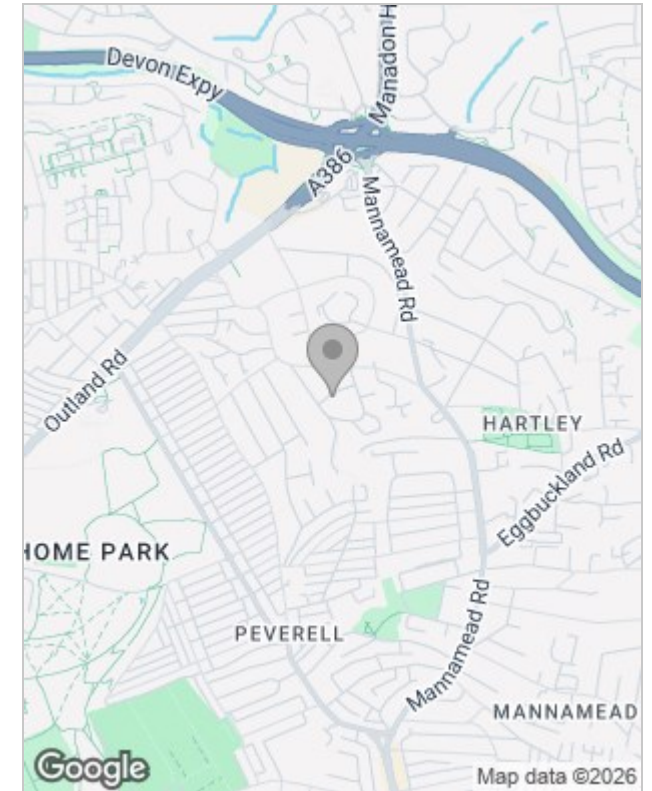 Devon Expy
Manadon H
A386
Mannamead Rd
Outland Rd
HARTLEY
Eggbuckland Rd
HOME PARK
PEVERELL
Mannamead Rd
MANNAMEAD
Google
Map data ©2026